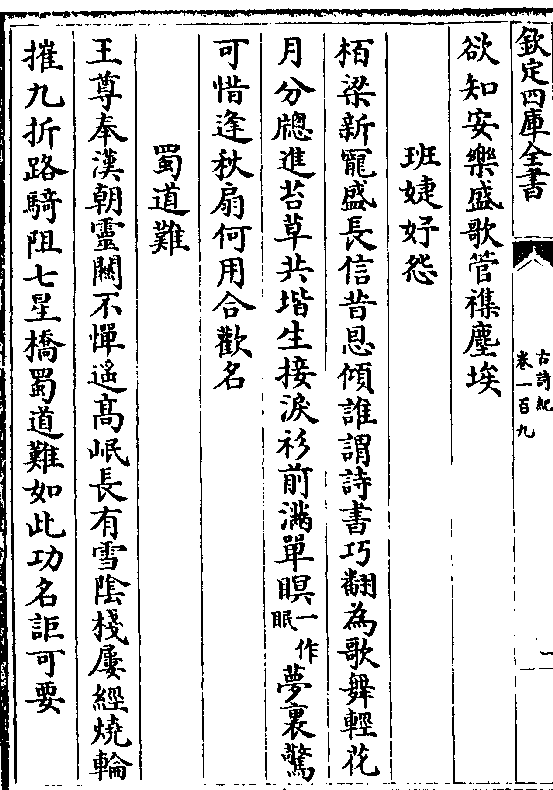 欽定四庫全書
古詩紀
卷一百九
欲知安樂盛歌管襍塵埃
班婕妤怨
栢梁新寵盛長信昔恩傾誰謂詩書巧翻為歌舞輕花
月分牕進苔草共堦生接淚衫前滿單瞑一作眠夢裏驚
可惜逢秋扇何用合歡名
蜀道難
王尊奉漢朝靈關不憚遥髙岷長有雪陰棧屢經燒輪
摧九折路騎阻七星橋蜀道難如此功名詎可要